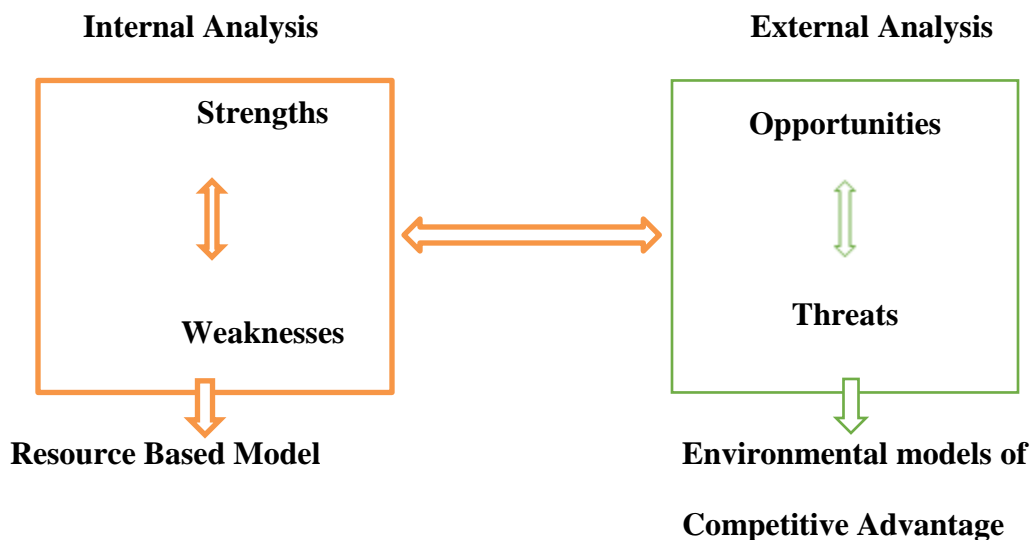 Internal Analysis
External Analysis
Strengths
Opportunities
Weaknesses
Threats
Resource Based Model
Environmental models of
Competitive Advantage